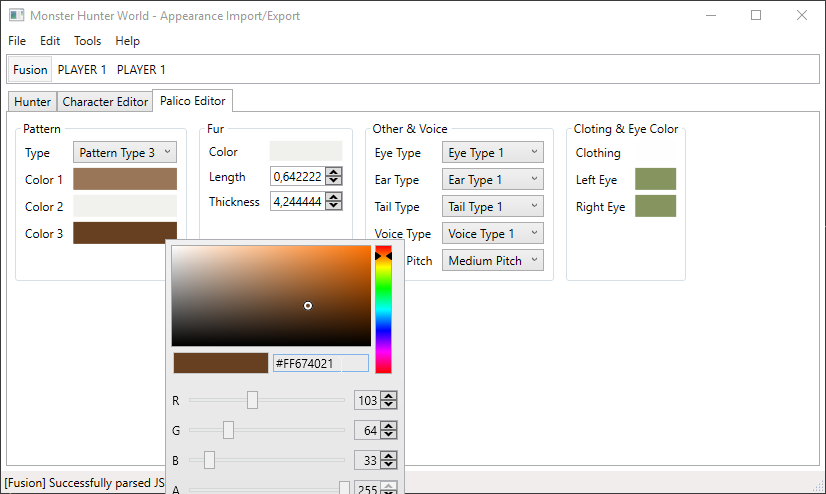 Monster Hunter World - Appearance Import/Export
File Edit Tools Help
Fusion PLAYER 1 PLAYER 1
Hunter Character Editor Palico Editor
Pattern
Type Pattern Type 3
Color 1
Color 2
Color 3
Fur
Color
Length 0,642222
Thickness 4,244444
Other & Voice
Eye Type Eye Type 1
Ear Type Ear Type 1
Tail Type Tail Type 1
Voice Type Voice Type 1
Pitch Medium Pitch
Cloting & Eye Color
Clothing
Left Eye
Right Eye
#FF674021
R 103
G 64
B 33
A 255
[Fusion] Successfully parsed JS